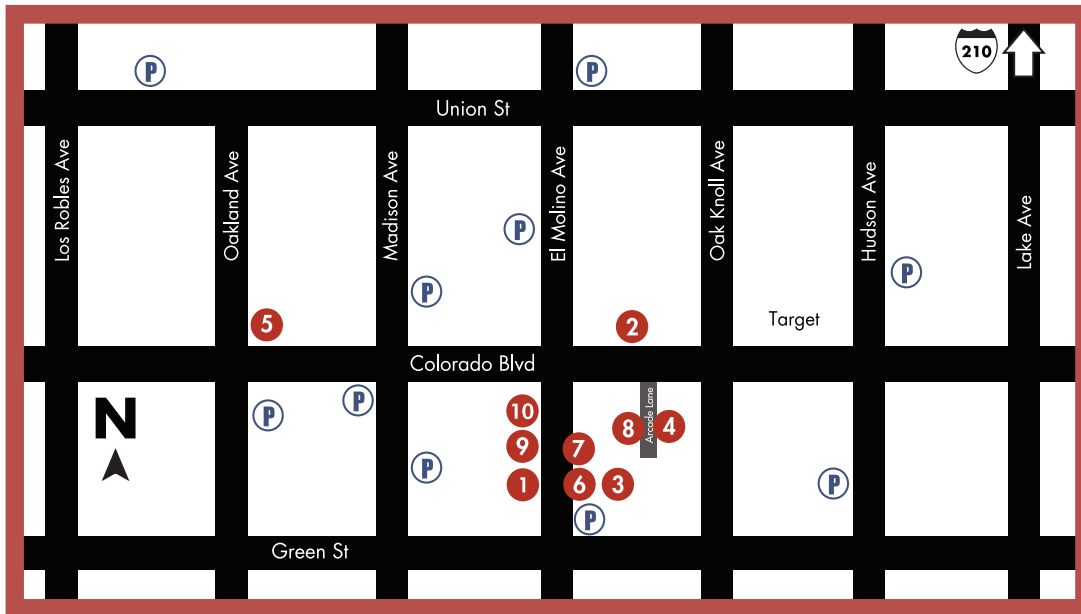 210
P
P
Union St
Los Robles Ave
Oakland Ave
Madison Ave
El Molino Ave
Oak Knoll Ave
Hudson Ave
Lake Ave
P
P
P
5
2
Target
Colorado Blvd
N
P
P
10
9
1
P
7
6
3
8
Arcade Lane
4
P
P
Green St